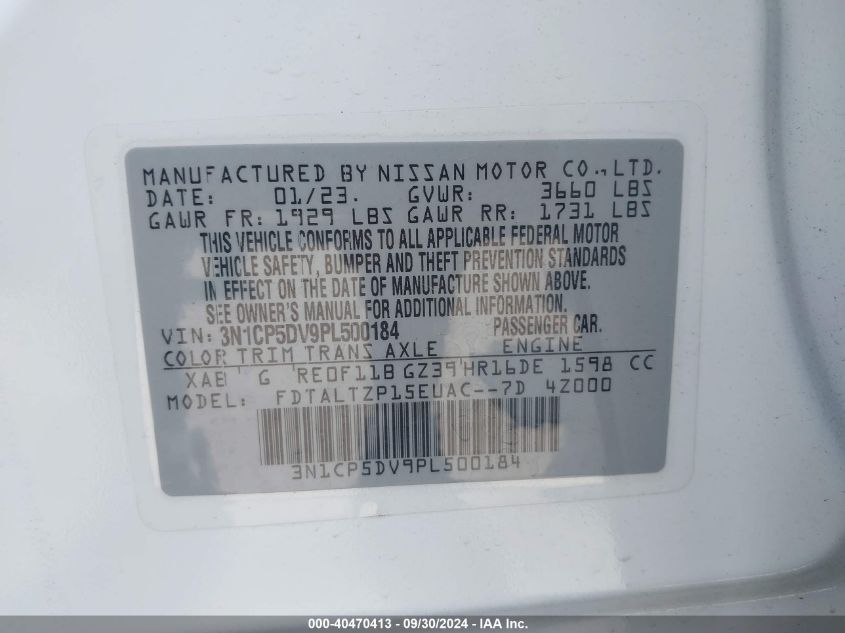 MANUFACTURED BY NISSAN MOTOR CO.,LTD.
DATE: 01/23. GVWR: 3660 LBS
GAWR FR: 1929 LBS GAWR RR: 1731 LBS
THIS VEHICLE CONFORMS TO ALL APPLICABLE FEDERAL MOTOR
VEHICLE SAFETY, BUMPER AND THEFT PREVENTION STANDARDS
IN EFFECT ON THE DATE OF MANUFACTURE SHOWN ABOVE.
SEE OWNER'S MANUAL FOR ADDITIONAL INFORMATION.
VIN: 3N1CP5DV9PL500184 PASSENGER CAR.
COLOR TRIM TRANS AXLE ENGINE
XAB G RE0F11B GZ39 HR16DE 1598 CC
MODEL: FDTALTZP15EUAC--7D 4Z000
3N1CP5DV9PL500184
000-40470413 - 09/30/2024 - IAA Inc.